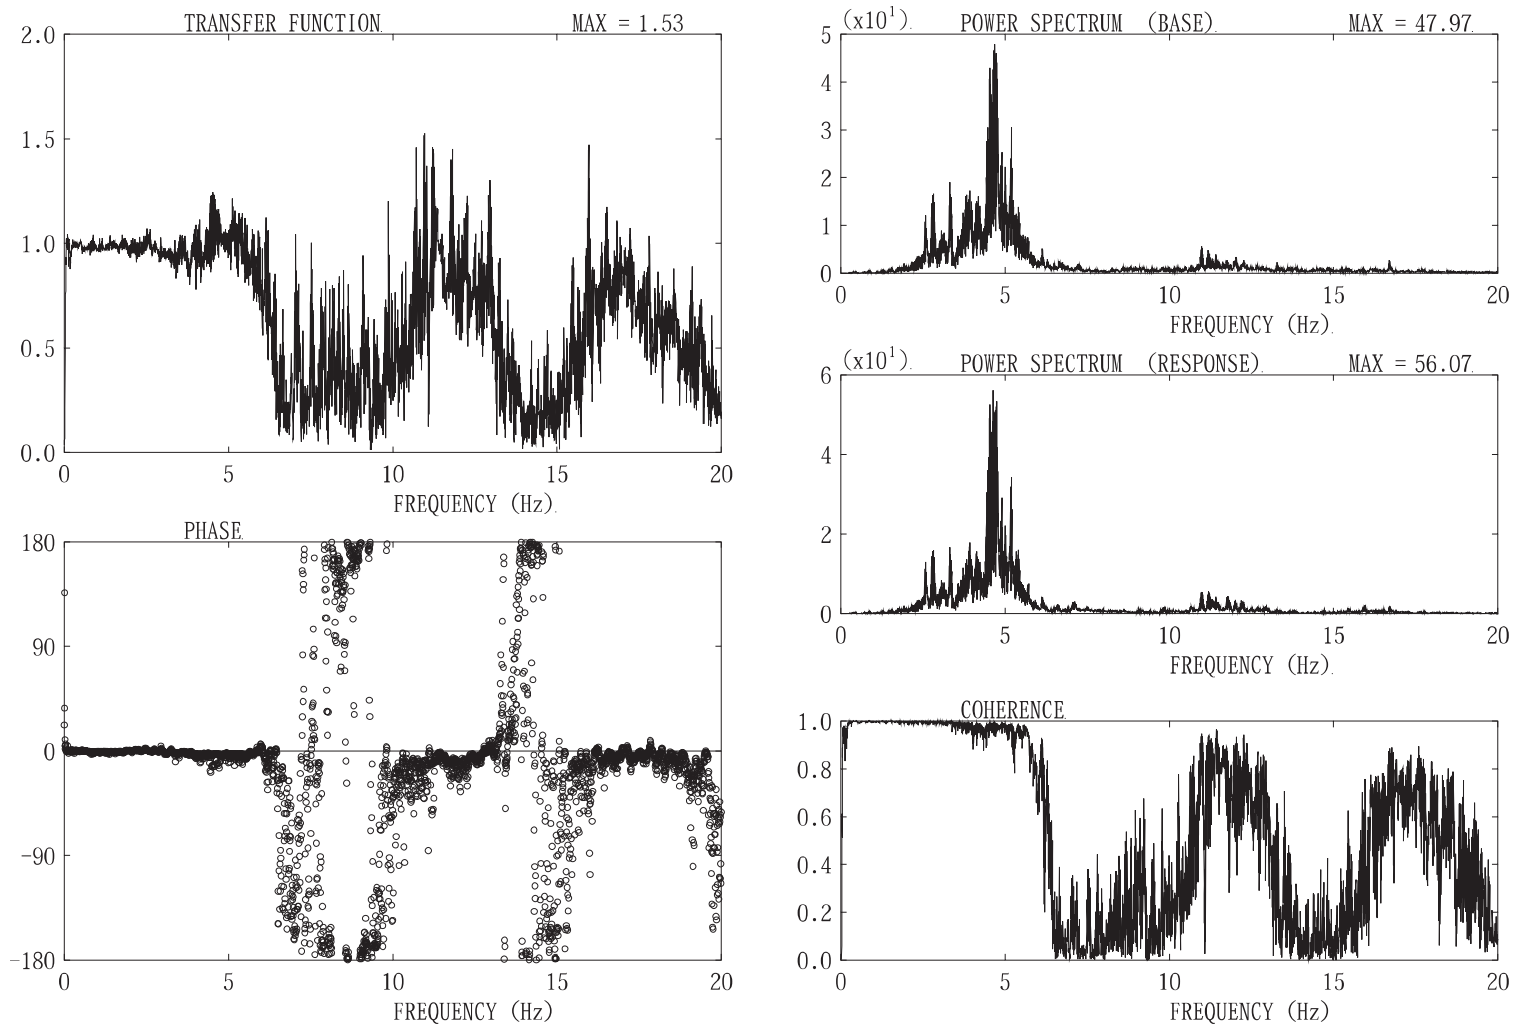 TRANSFER FUNCTION. MAX = 1.53
2.0
1.5
1.0
0.5
0.0
0 5 10 15 20
FREQUENCY (Hz).
PHASE.
180
90
0
-90
-180
0 5 10 15 20
FREQUENCY (Hz)
(x10¹). POWER SPECTRUM (BASE). MAX = 47.97.
5
4
3
2
1
0
0 5 10 15 20
FREQUENCY (Hz).
(x10¹). POWER SPECTRUM (RESPONSE). MAX = 56.07.
6
4
2
0
0 5 10 15 20
FREQUENCY (Hz).
COHERENCE.
1.0
0.8
0.6
0.4
0.2
0.0
0 5 10 15 20
FREQUENCY (Hz)